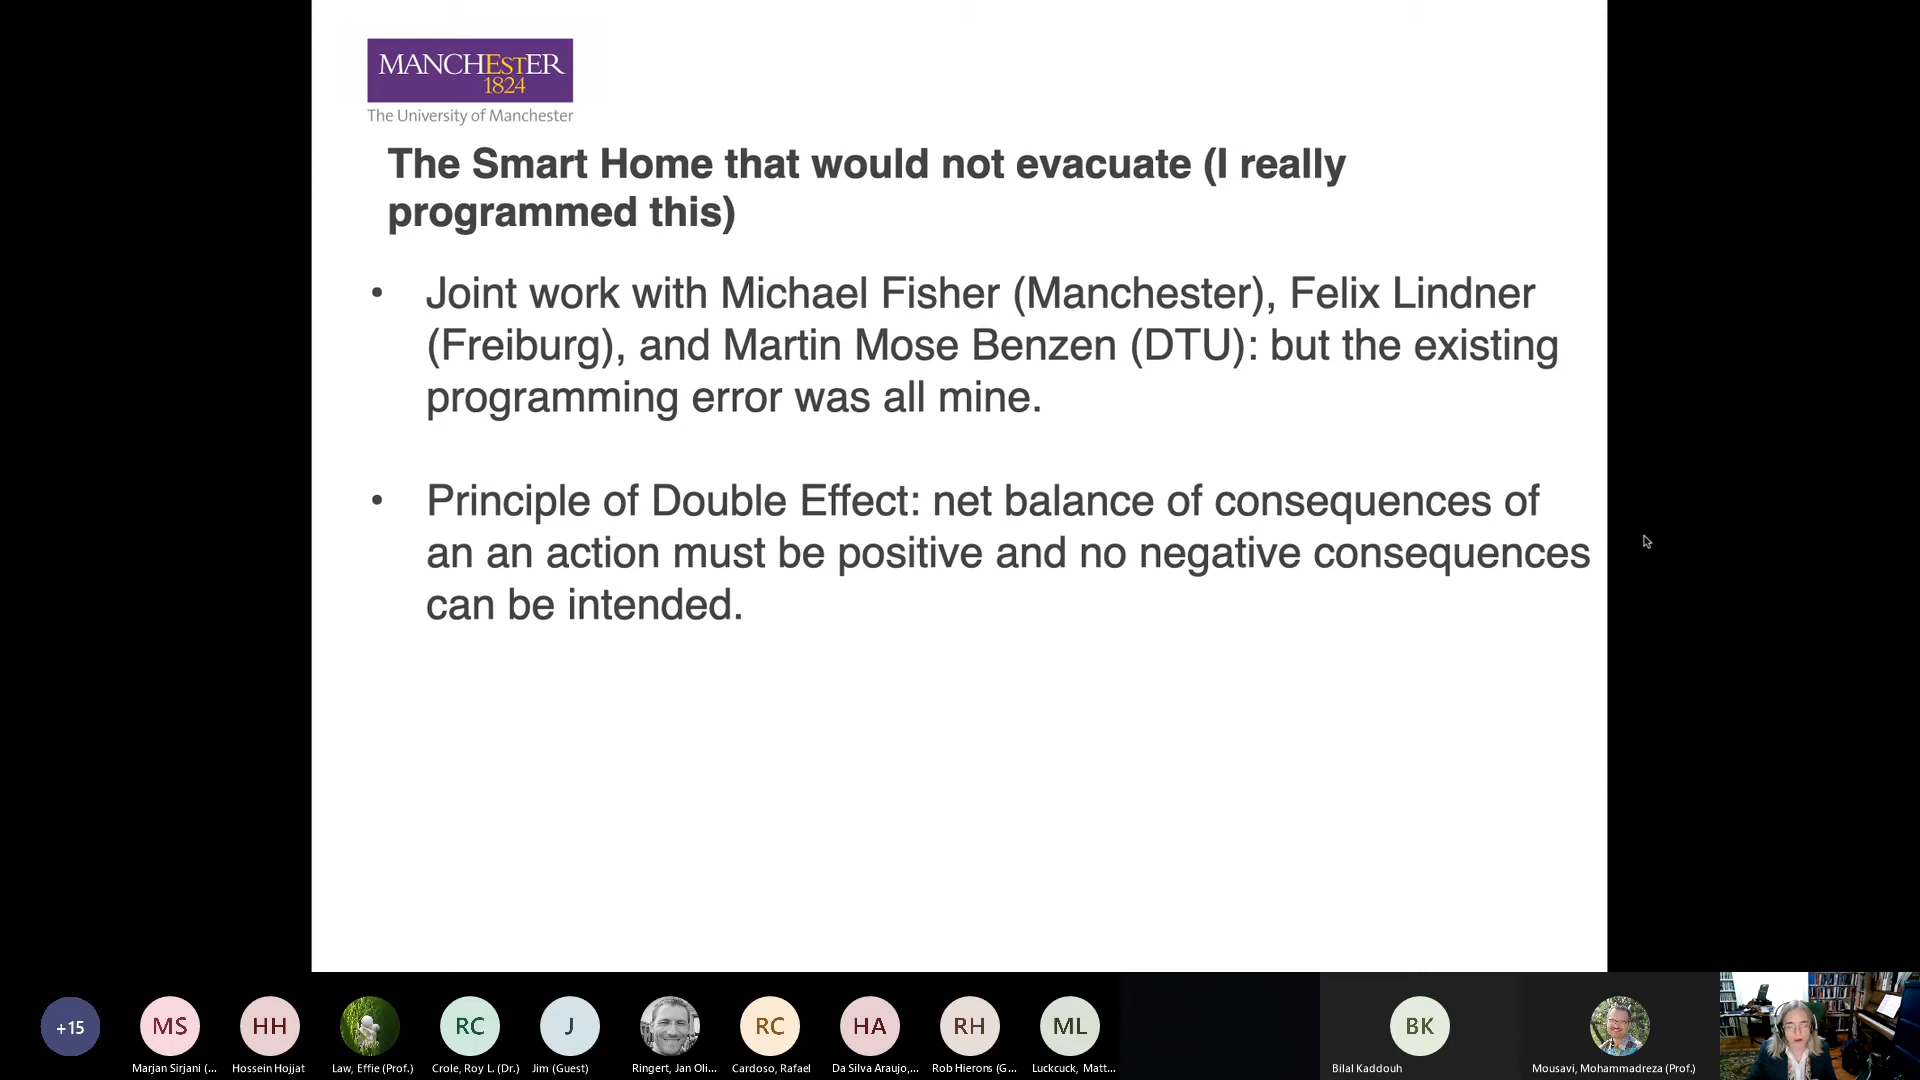 MANCHESTER
1824
The University of Manchester
The Smart Home that would not evacuate (I really
programmed this)
• Joint work with Michael Fisher (Manchester), Felix Lindner
(Freiburg), and Martin Mose Benzen (DTU): but the existing
programming error was all mine.
• Principle of Double Effect: net balance of consequences of
an an action must be positive and no negative consequences
can be intended.
+15
MS
HH
RC
J
RC
HA
RH
ML
BK
Marjan Sirjani (...
Hossein Hojjat
Law, Effie (Prof.)
Crole, Roy L. (Dr.)
Jim (Guest)
Ringert, Jan Oli...
Cardoso, Rafael
Da Silva Araujo,...
Rob Hierons (G...
Luckcuck, Matt...
Bilal Kaddouh
Mousavi, Mohammadreza (Prof.)